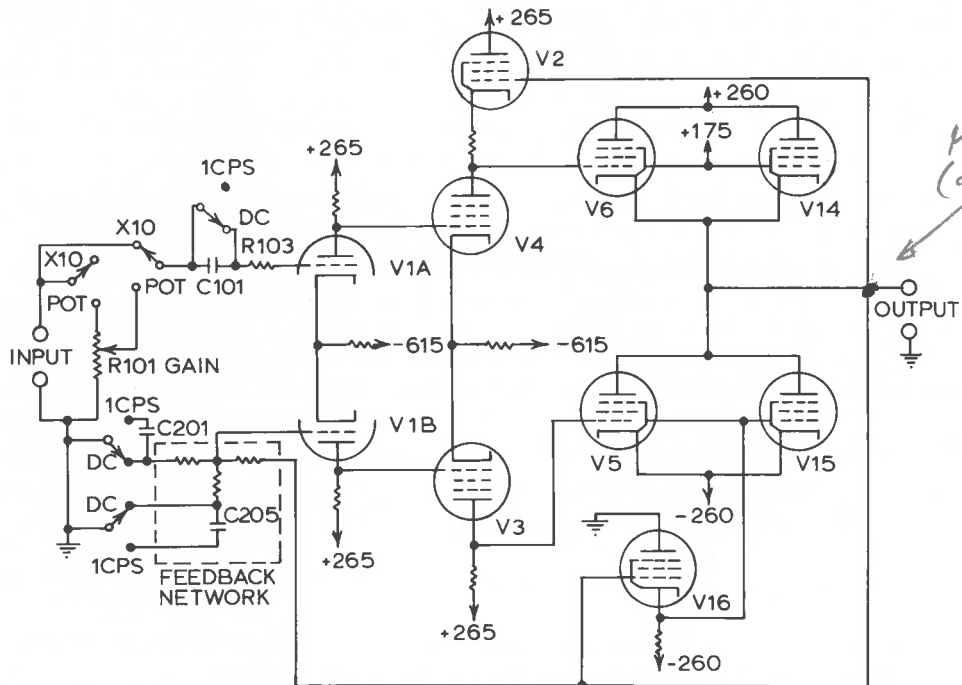 +265
V2
+260
+175
V6
V14
1CPS
+265
X10
DC
X10
R103
V4
V1A
POT
C101
POT
OUTPUT
INPUT
-615
-615
R101 GAIN
1CPS
C201
V1B
DC
V5
V15
DC
C205
V3
-260
1CPS
+265
FEEDBACK
NETWORK
V16
+265
-260